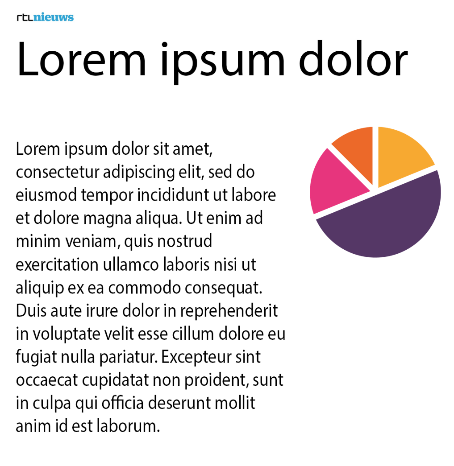 rtlnieuws
Lorem ipsum dolor
Lorem ipsum dolor sit amet,
consectetur adipiscing elit, sed do
eiusmod tempor incididunt ut labore
et dolore magna aliqua. Ut enim ad
minim veniam, quis nostrud
exercitation ullamco laboris nisi ut
aliquip ex ea commodo consequat.
Duis aute irure dolor in reprehenderit
in voluptate velit esse cillum dolore eu
fugiat nulla pariatur. Excepteur sint
occaecat cupidatat non proident, sunt
in culpa qui officia deserunt mollit
anim id est laborum.